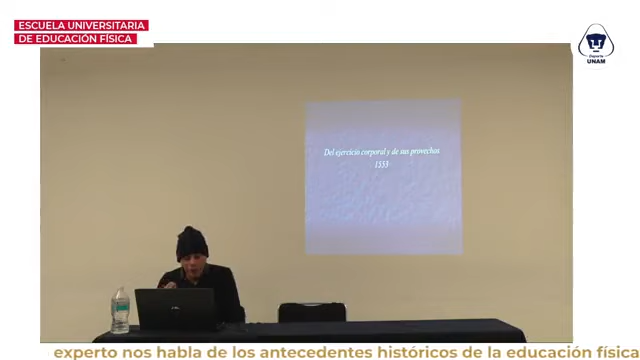 ESCUELA UNIVERSITARIA
DE EDUCACIÓN FÍSICA
Deporte
UNAM
Del ejercicio corporal y de sus provechos
1553
experto nos habla de los antecedentes históricos de la educación física